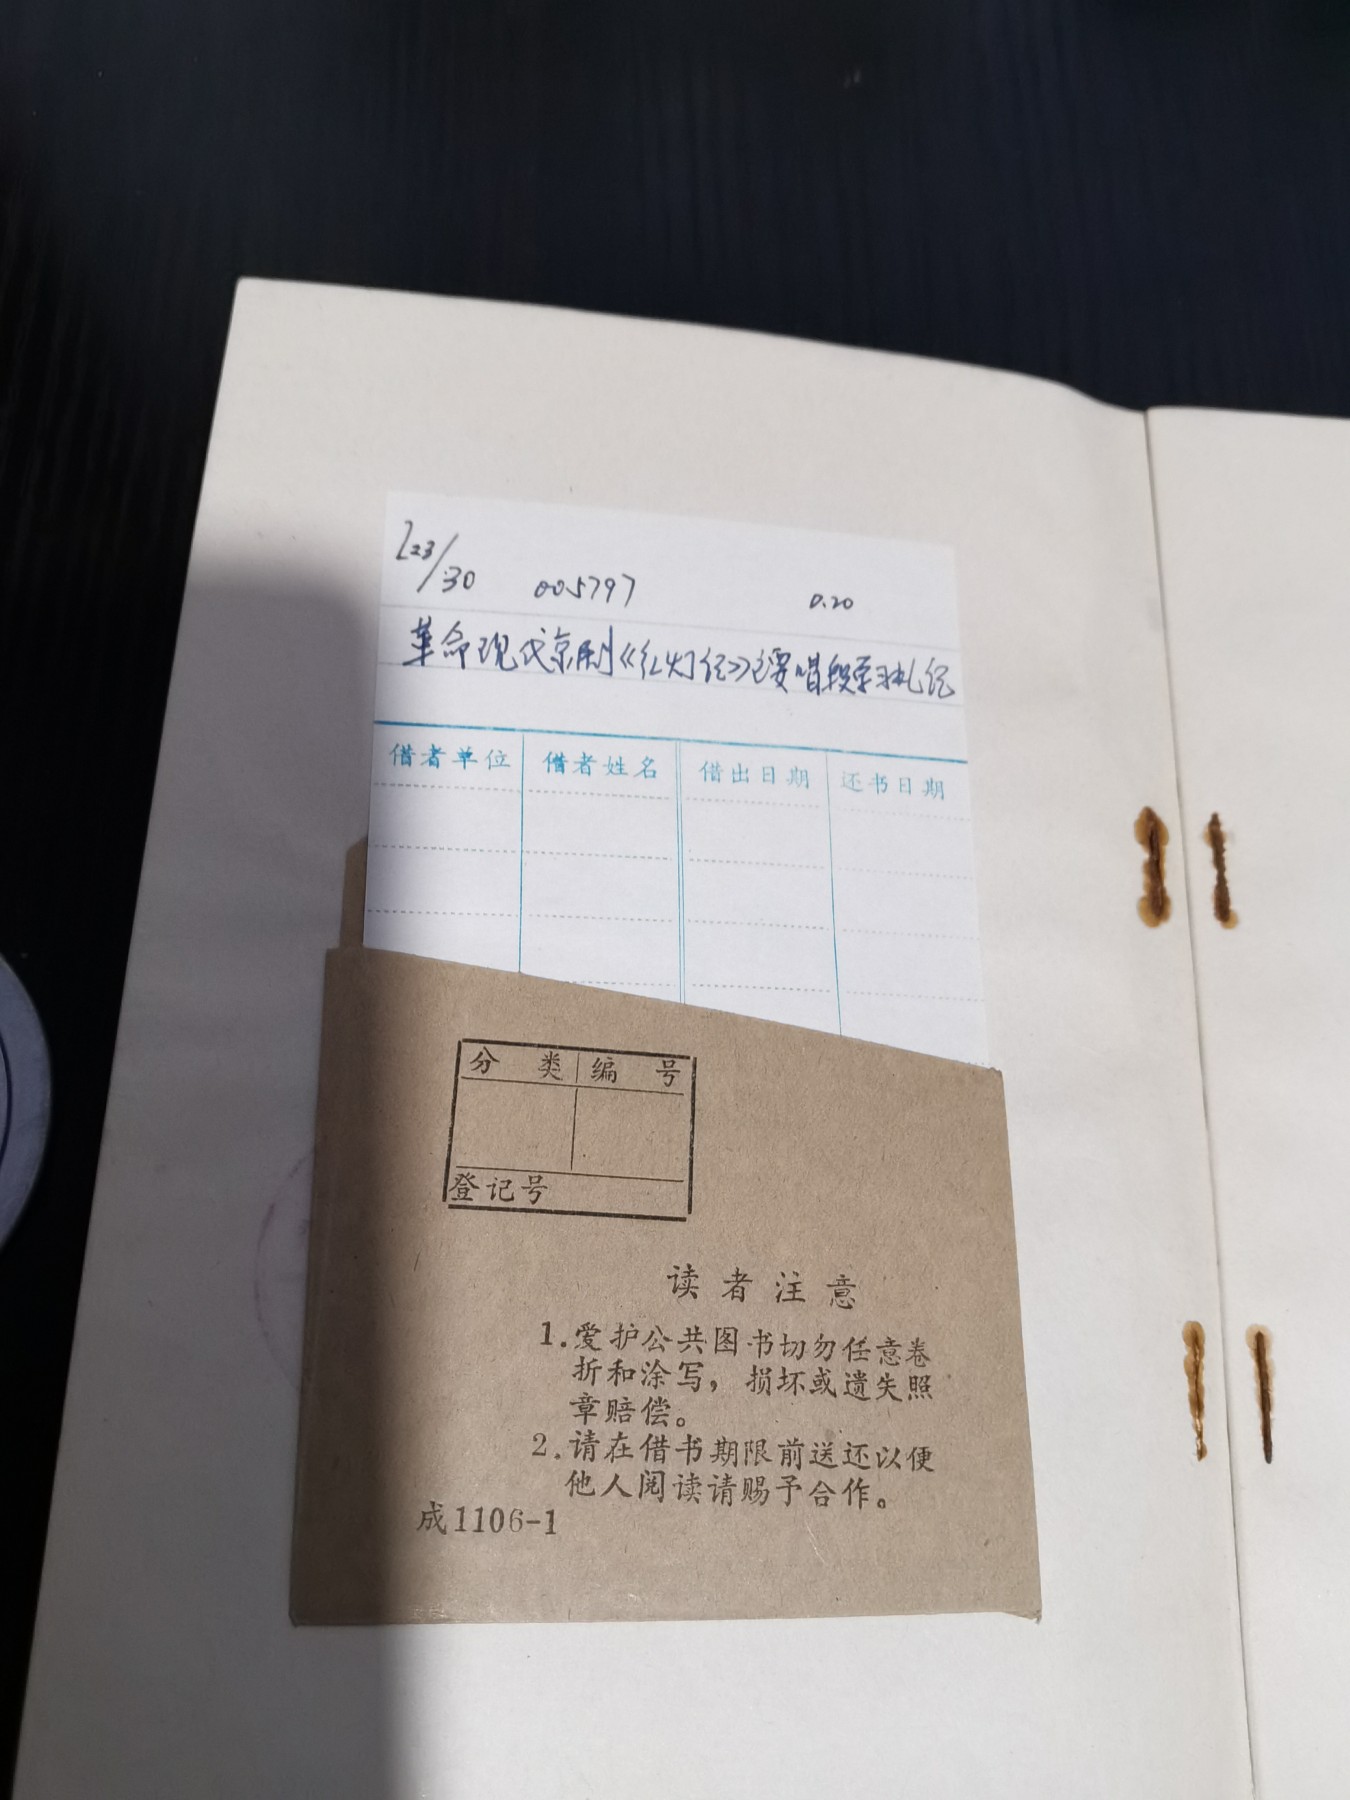 I23/30 005797 0.20
革命现代京剧《红灯记》主要唱段学习札记
借者单位 借者姓名 借出日期 还书日期
分类 编号
登记号
读者注意
1.爱护公共图书切勿任意卷
折和涂写，损坏或遗失照
章赔偿。
2.请在借书期限前送还以便
他人阅读请赐予合作。
成1106-1